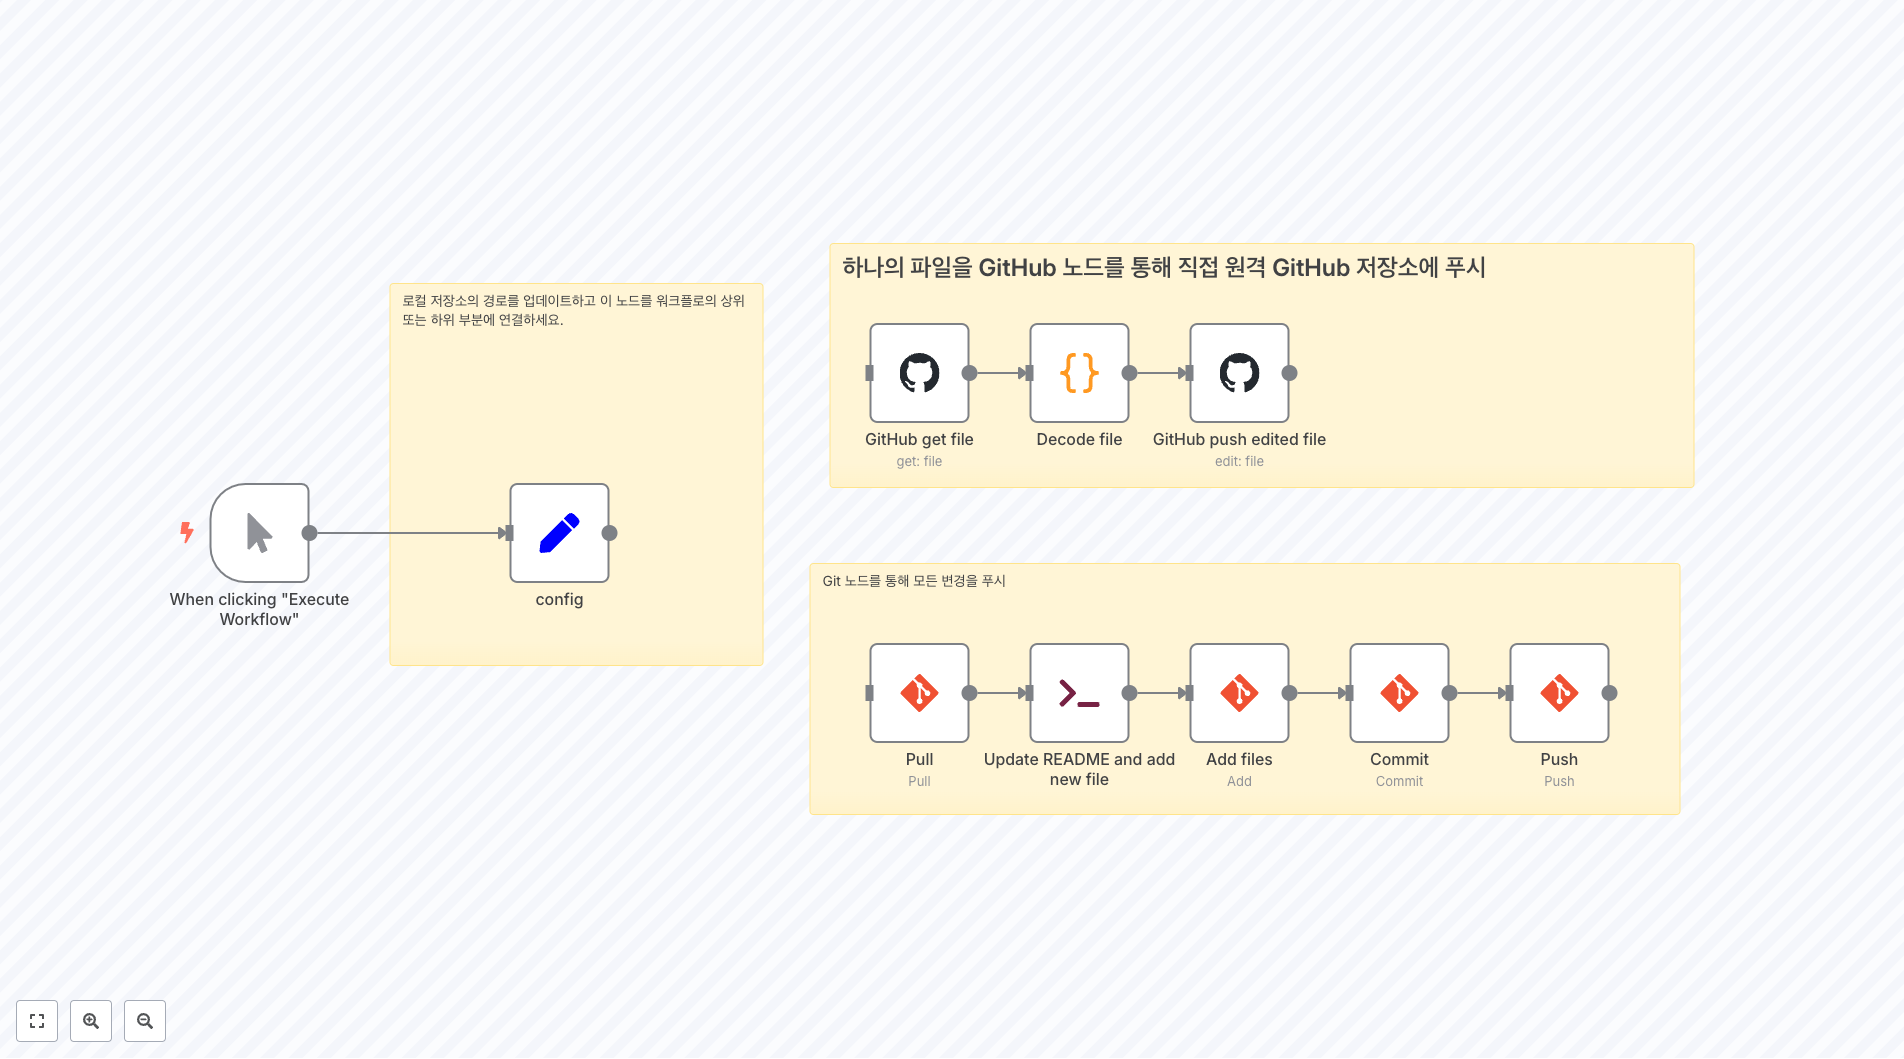 하나의 파일을 GitHub 노드를 통해 직접 원격 GitHub 저장소에 푸시
GitHub get file
get: file
Decode file
GitHub push edited file
edit: file
로컬 저장소의 경로를 업데이트하고 이 노드를 워크플로의 상위
또는 하위 부분에 연결하세요.
When clicking "Execute
Workflow"
config
Git 노드를 통해 모든 변경을 푸시
Pull
Pull
Update README and add
new file
Add files
Add
Commit
Commit
Push
Push